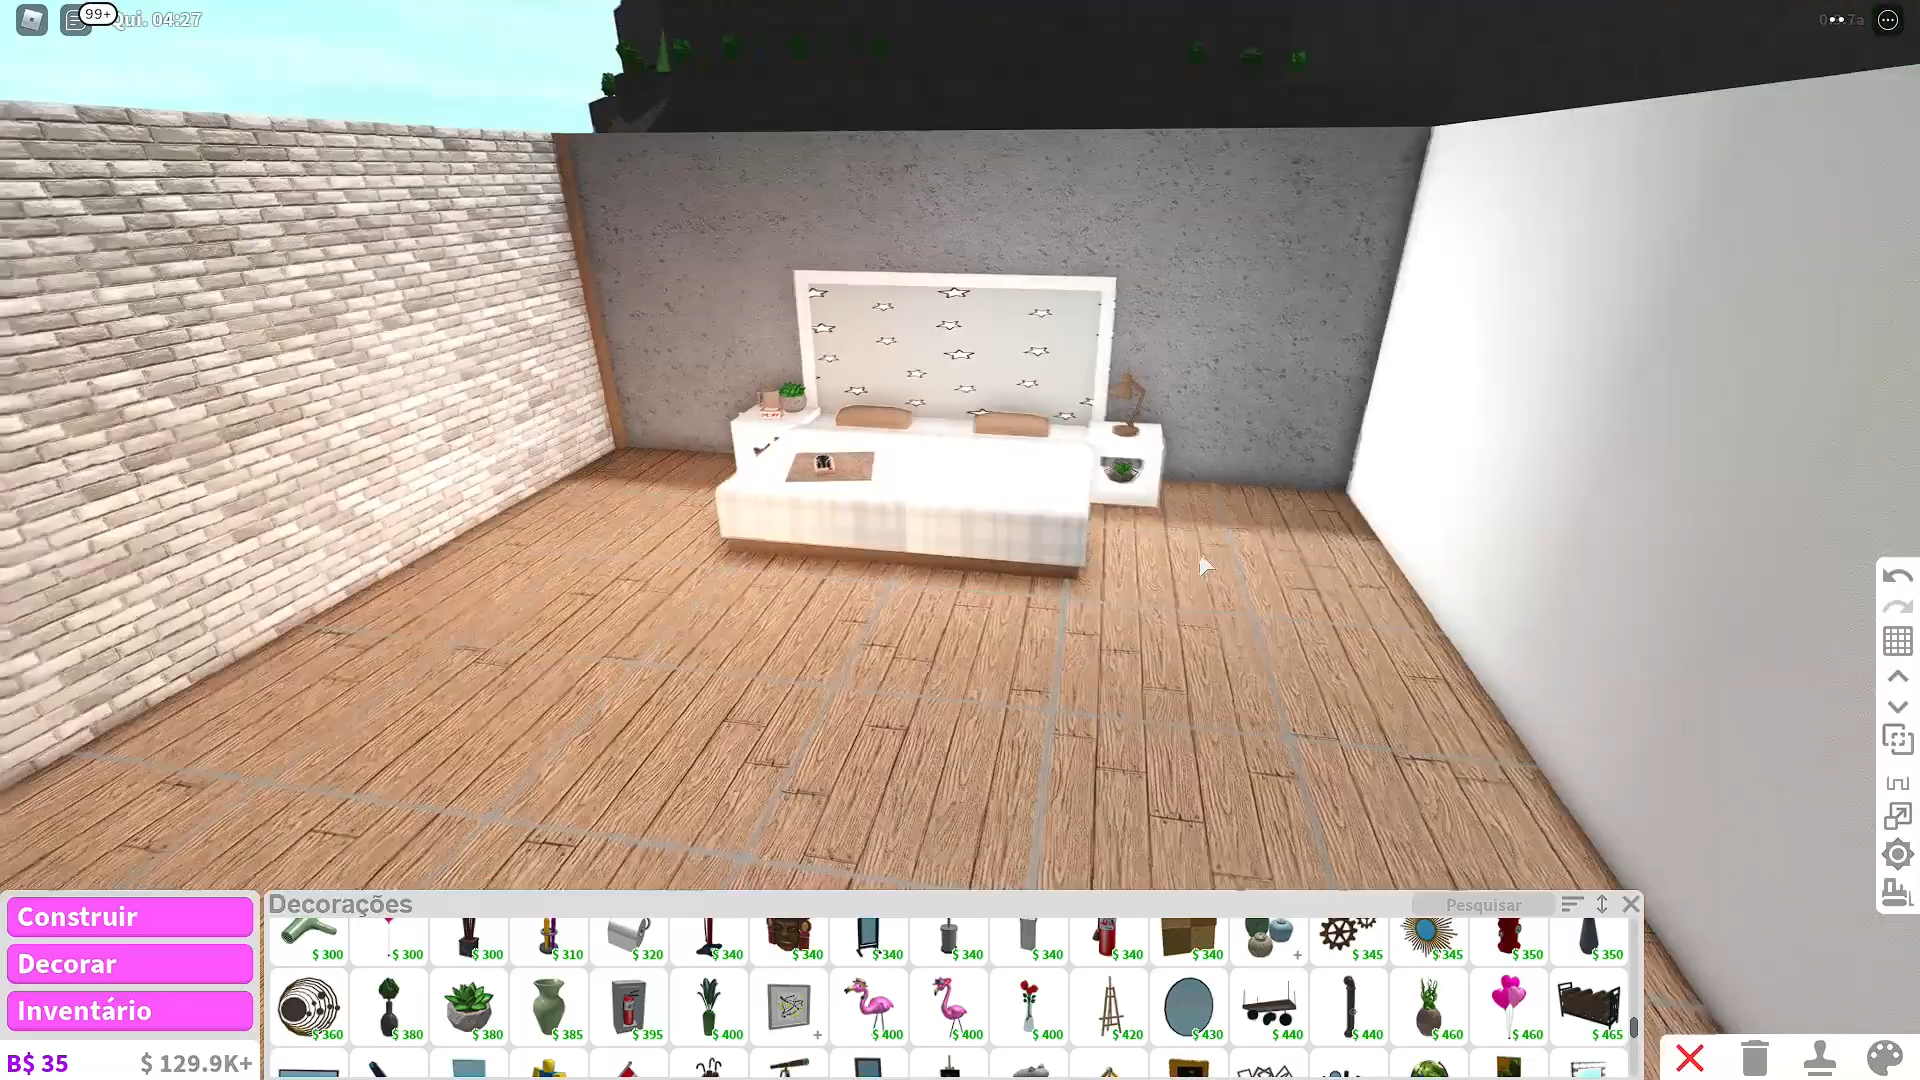 99+
Qui. 04:27
Decorações
Pesquisar
Construir
Decorar
Inventário
B$ 35
$ 129.9K+
$ 300 $ 300 $ 300 $ 310 $ 320 $ 340 $ 340 $ 340 $ 340 $ 340 $ 340 $ 340 + $ 345 $ 345 $ 350 $ 350
$ 360 $ 380 $ 380 $ 385 $ 395 $ 400 + $ 400 $ 400 $ 400 $ 420 $ 430 $ 440 $ 440 $ 460 $ 460 $ 465